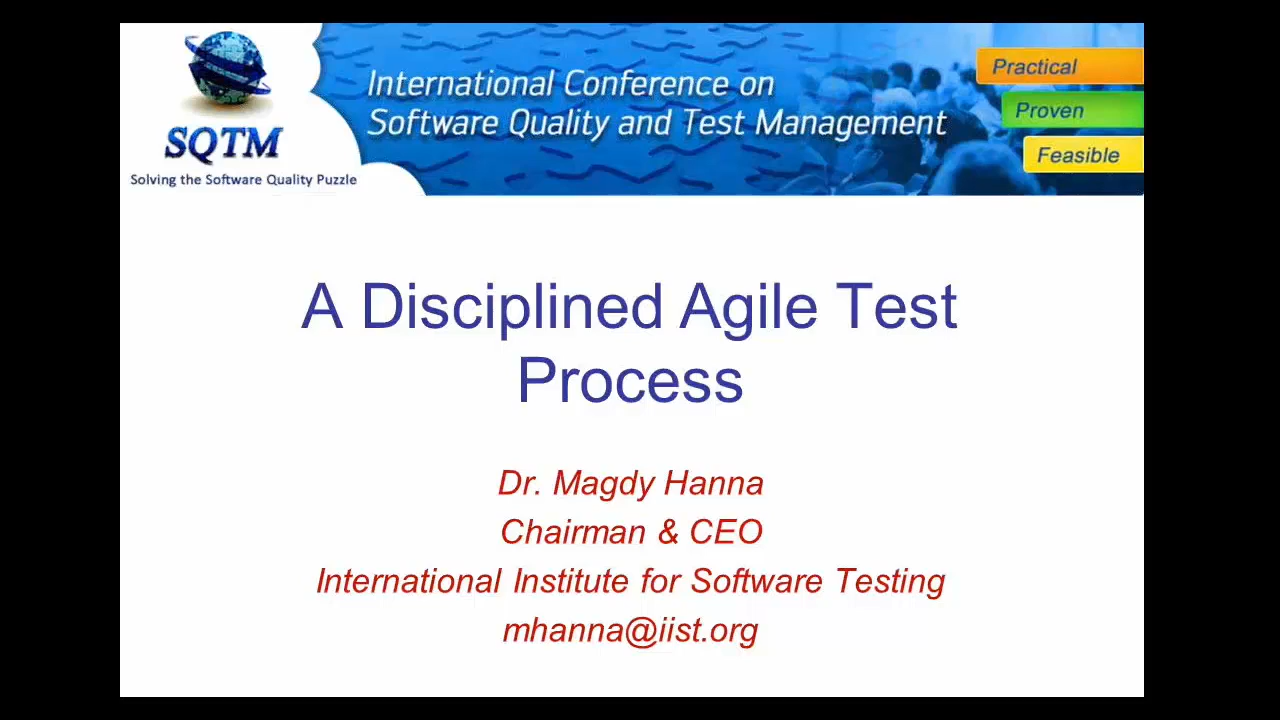 SQTM
Solving the Software Quality Puzzle
International Conference on
Software Quality and Test Management
Practical
Proven
Feasible
A Disciplined Agile Test
Process
Dr. Magdy Hanna
Chairman & CEO
International Institute for Software Testing
mhanna@iist.org